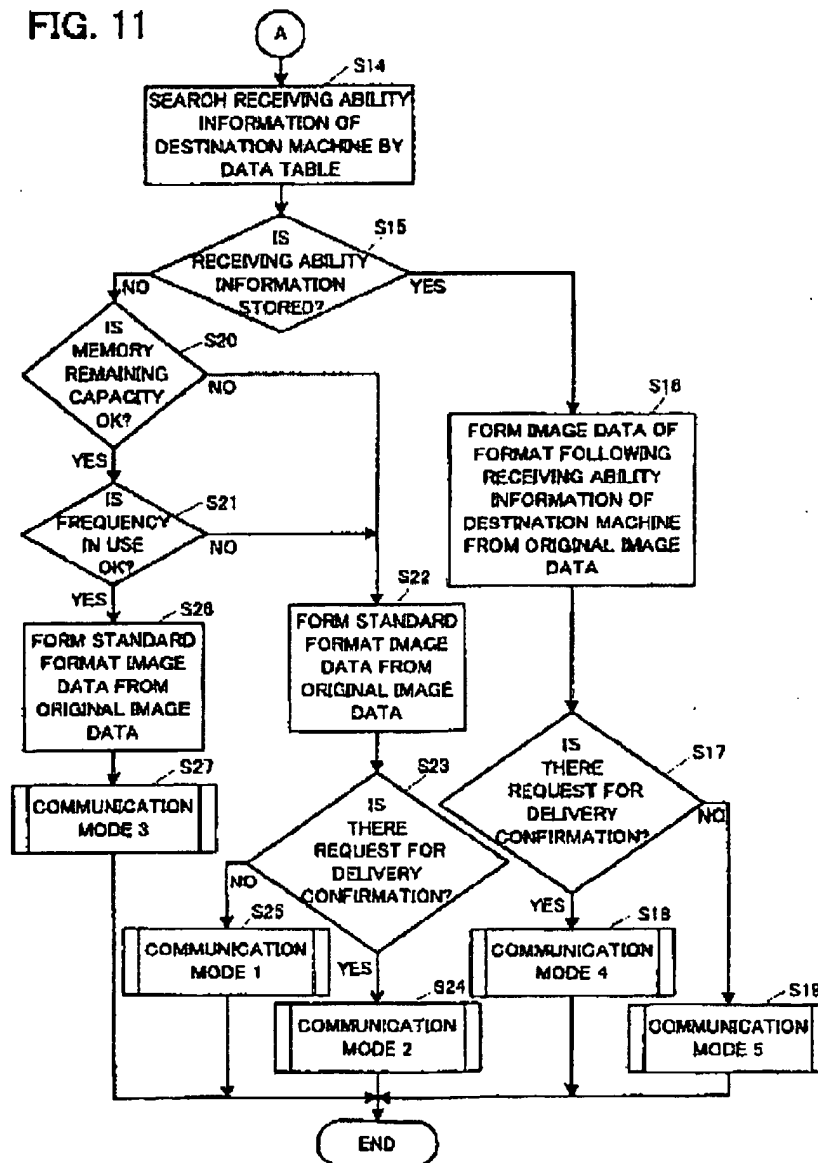 FIG. 11
A
S14
SEARCH RECEIVING ABILITY
INFORMATION OF
DESTINATION MACHINE BY
DATA TABLE
S15
IS
RECEIVING ABILITY
INFORMATION
STORED?
NO
YES
S20
IS
MEMORY
REMAINING
CAPACITY
OK?
NO
YES
S16
FORM IMAGE DATA OF
FORMAT FOLLOWING
RECEIVING ABILITY
INFORMATION OF
DESTINATION MACHINE
FROM ORIGINAL IMAGE
DATA
S21
IS
FREQUENCY
IN USE
OK?
NO
YES
S26
FORM STANDARD
FORMAT IMAGE
DATA FROM
ORIGINAL IMAGE
DATA
S22
FORM STANDARD
FORMAT IMAGE
DATA FROM
ORIGINAL IMAGE
DATA
S27
COMMUNICATION
MODE 3
S23
IS
THERE
REQUEST FOR
DELIVERY
CONFIRMATION?
NO
YES
S17
IS
THERE
REQUEST FOR
DELIVERY
CONFIRMATION?
NO
YES
S25
COMMUNICATION
MODE 1
S24
COMMUNICATION
MODE 2
S18
COMMUNICATION
MODE 4
S19
COMMUNICATION
MODE 5
END